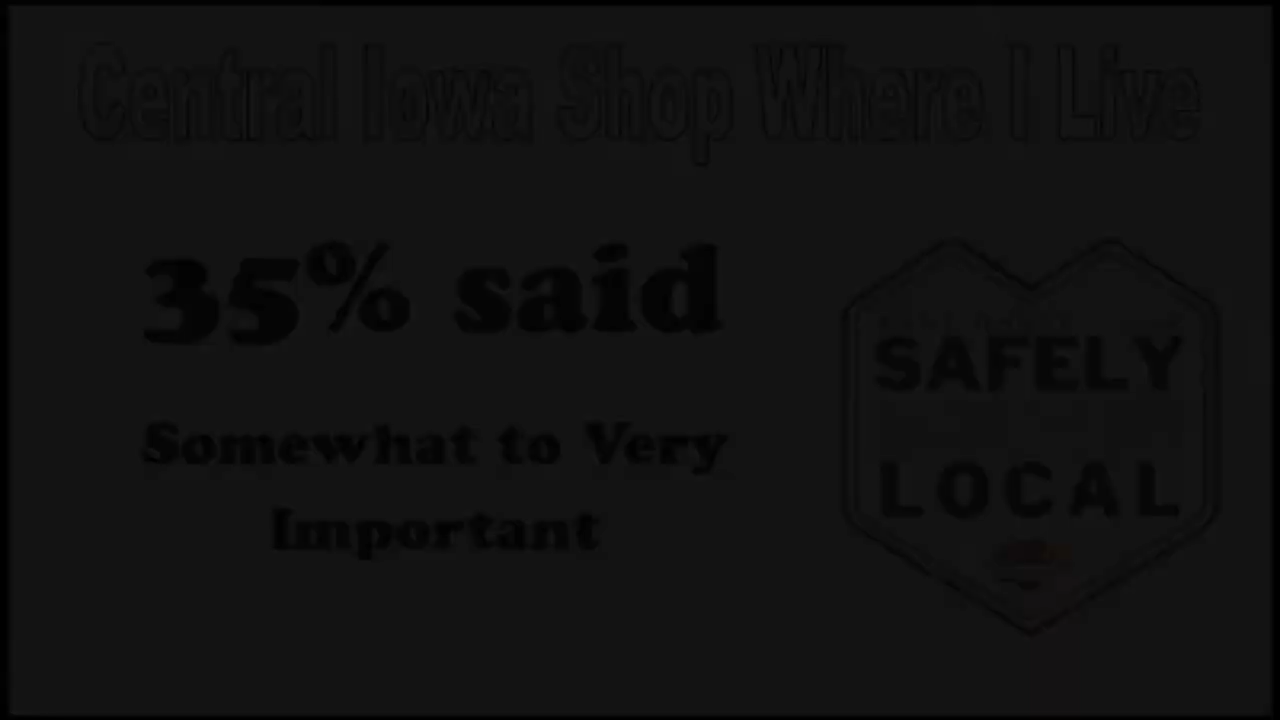 Central Iowa Shop Where I Live
35% said
Somewhat to Very
Important
SAFELY
LOCAL